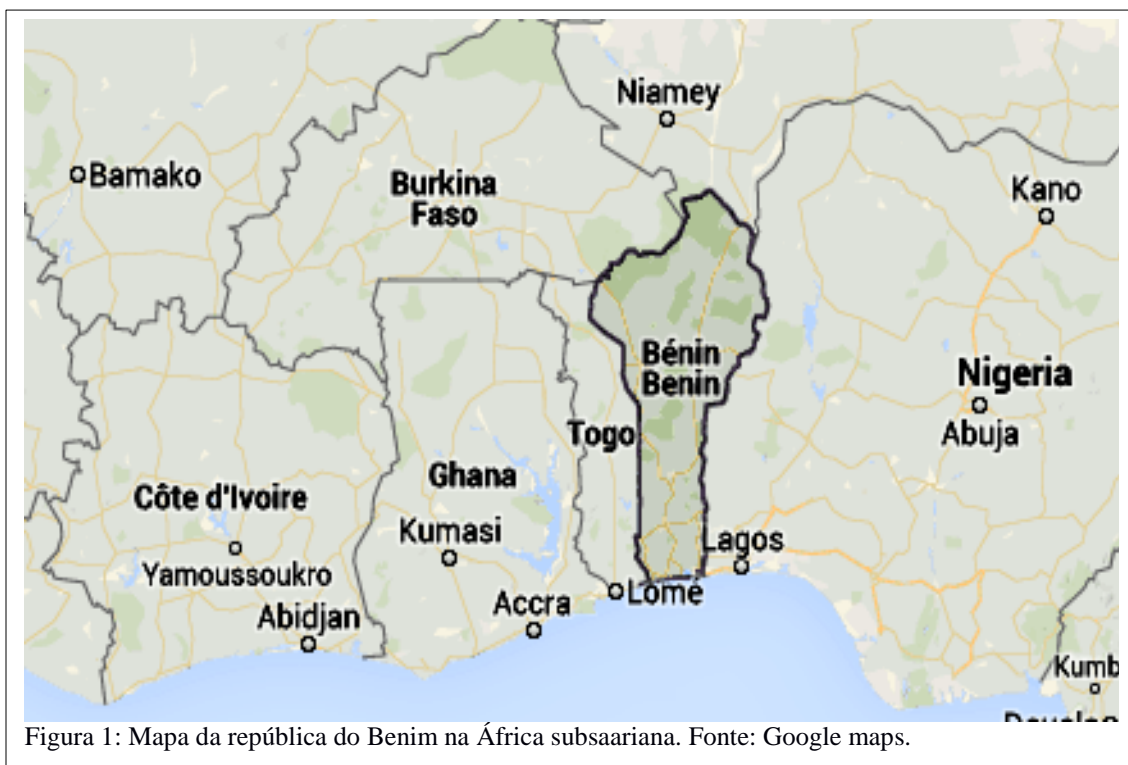 Niamey
Bamako
Burkina
Faso
Kano
Bénin
Benin
Nigeria
Abuja
Togo
Ghana
Côte d'Ivoire
Kumasi
Lagos
Yamoussoukro
Lomé
Accra
Abidjan
Kumb
Figura 1: Mapa da república do Benim na África subsaariana. Fonte: Google maps.